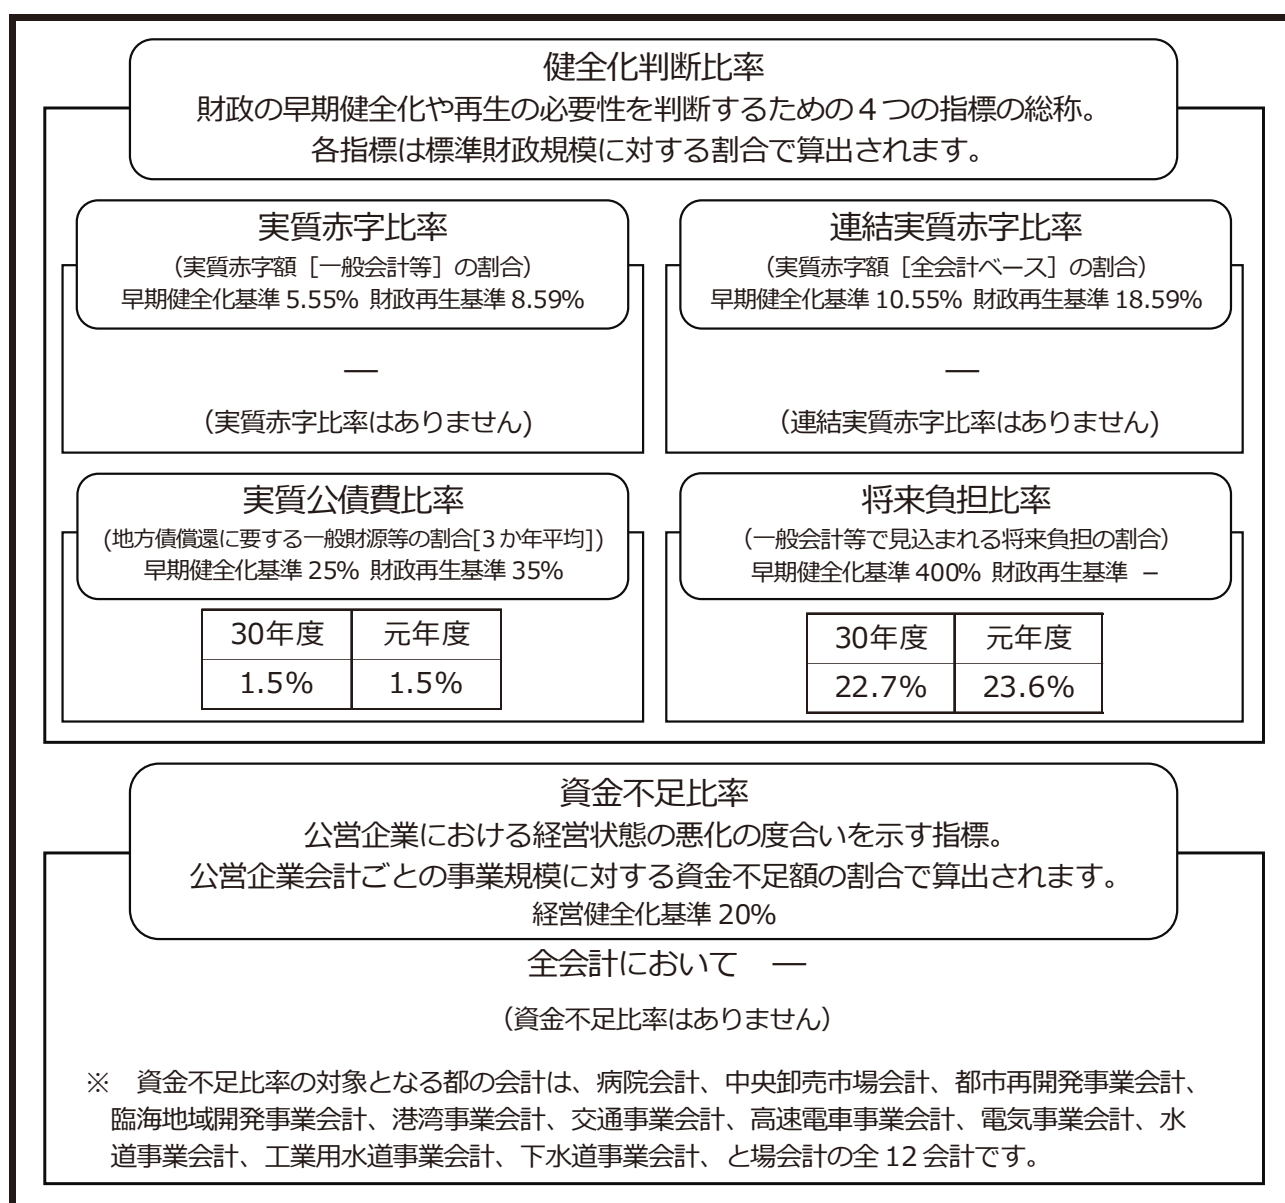 健全化判断比率
財政の早期健全化や再生の必要性を判断するための４つの指標の総称。
各指標は標準財政規模に対する割合で算出されます。
実質赤字比率
（実質赤字額［一般会計等］の割合）
早期健全化基準 5.55% 財政再生基準 8.59%
―
（実質赤字比率はありません)
連結実質赤字比率
（実質赤字額［全会計ベース］の割合）
早期健全化基準 10.55% 財政再生基準 18.59%
―
（連結実質赤字比率はありません)
実質公債費比率
(地方債償還に要する一般財源等の割合[３か年平均])
早期健全化基準 25% 財政再生基準 35%
30年度 元年度
1.5% 1.5%
将来負担比率
（一般会計等で見込まれる将来負担の割合）
早期健全化基準 400% 財政再生基準 －
30年度 元年度
22.7% 23.6%
資金不足比率
公営企業における経営状態の悪化の度合いを示す指標。
公営企業会計ごとの事業規模に対する資金不足額の割合で算出されます。
経営健全化基準 20%
全会計において ―
（資金不足比率はありません）
※ 資金不足比率の対象となる都の会計は、病院会計、中央卸売市場会計、都市再開発事業会計、
臨海地域開発事業会計、港湾事業会計、交通事業会計、高速電車事業会計、電気事業会計、水
道事業会計、工業用水道事業会計、下水道事業会計、と場会計の全 12 会計です。